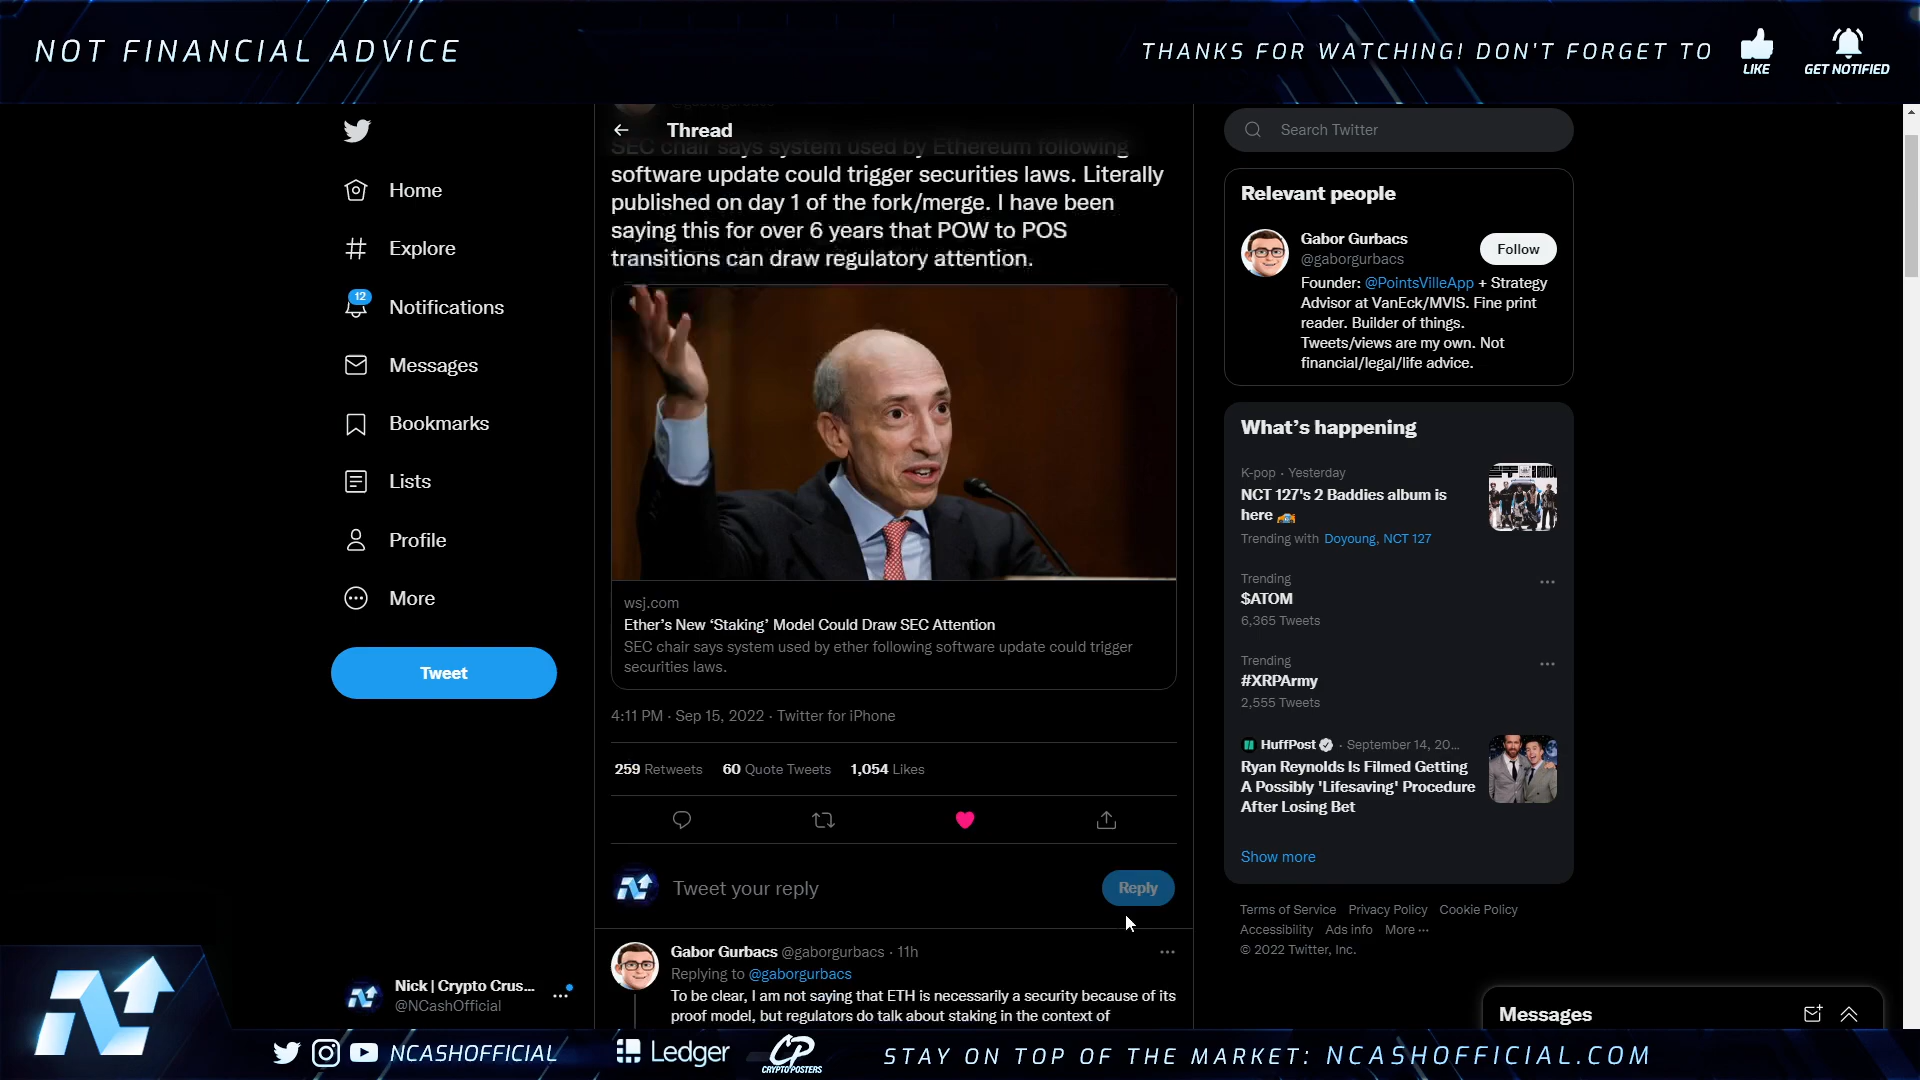 NOT FINANCIAL ADVICE
THANKS FOR WATCHING! DON'T FORGET TO
LIKE
GET NOTIFIED
Home
Explore
12
Notifications
Messages
Bookmarks
Lists
Profile
More
Tweet
Nick | Crypto Crus...
@NCashOfficial
Thread
SEC chair says system used by Ethereum following
software update could trigger securities laws. Literally
published on day 1 of the fork/merge. I have been
saying this for over 6 years that POW to POS
transitions can draw regulatory attention.
wsj.com
Ether's New 'Staking' Model Could Draw SEC Attention
SEC chair says system used by ether following software update could trigger
securities laws.
4:11 PM · Sep 15, 2022 · Twitter for iPhone
259 Retweets 60 Quote Tweets 1,054 Likes
Tweet your reply
Reply
Gabor Gurbacs @gaborgurbacs · 11h
Replying to @gaborgurbacs
To be clear, I am not saying that ETH is necessarily a security because of its
proof model, but regulators do talk about staking in the context of
Search Twitter
Relevant people
Gabor Gurbacs
@gaborgurbacs
Follow
Founder: @PointsVilleApp + Strategy
Advisor at VanEck/MVIS. Fine print
reader. Builder of things.
Tweets/views are my own. Not
financial/legal/life advice.
What's happening
K-pop · Yesterday
NCT 127's 2 Baddies album is
here
Trending with Doyoung, NCT 127
Trending
$ATOM
6,365 Tweets
Trending
#XRPArmy
2,555 Tweets
HuffPost · September 14, 20...
Ryan Reynolds Is Filmed Getting
A Possibly 'Lifesaving' Procedure
After Losing Bet
Show more
Terms of Service Privacy Policy Cookie Policy
Accessibility Ads info More ...
© 2022 Twitter, Inc.
Messages
NCASHOFFICIAL
Ledger
CP
CRYPTO POSTERS
STAY ON TOP OF THE MARKET: NCASHOFFICIAL.COM